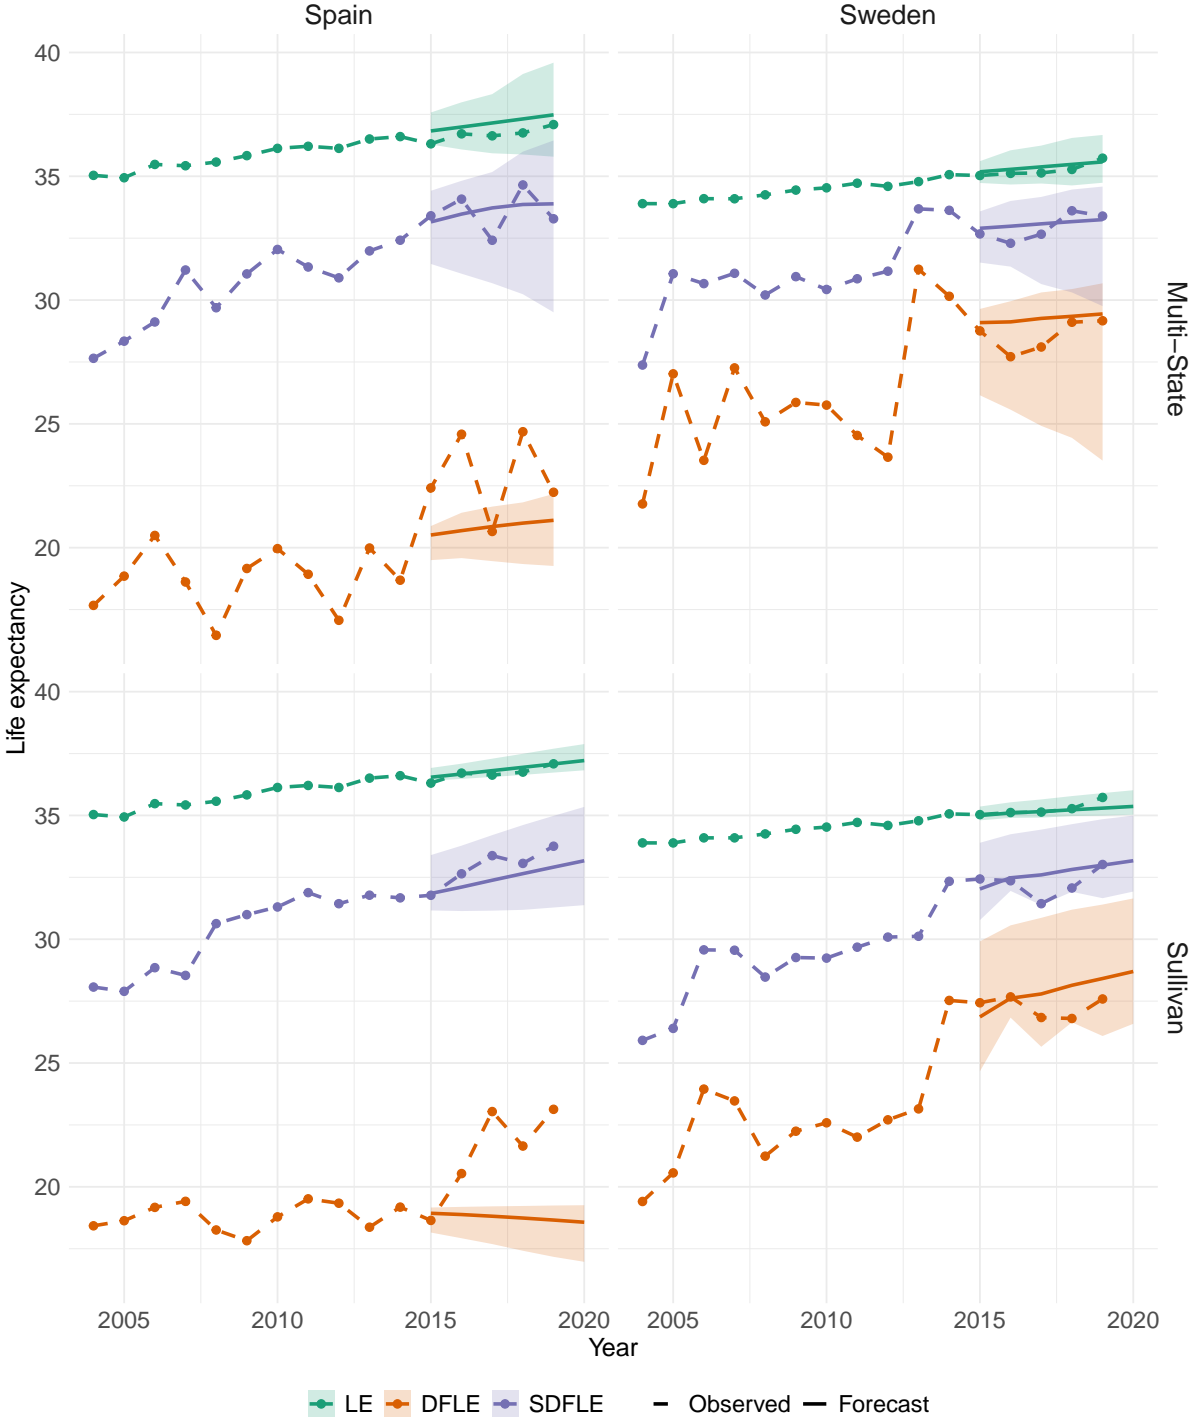 Spain Sweden
40
35
30
25
20
Multi−State
Life expectancy
40
35
30
25
20
Sullivan
2005 2010 2015 2020 2005 2010 2015 2020
Year
LE DFLE SDFLE Observed Forecast